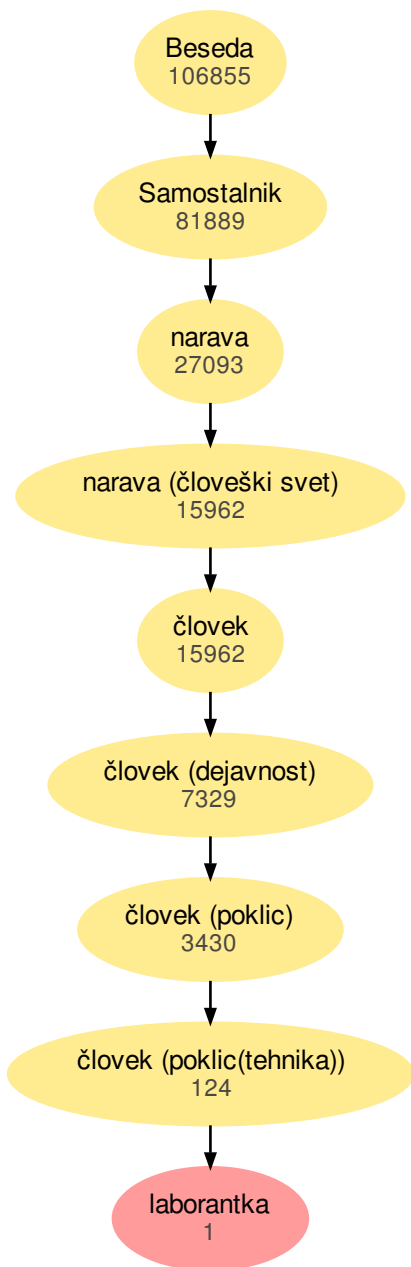 Beseda
106855
Samostalnik
81889
narava
27093
narava (človeški svet)
15962
človek
15962
človek (dejavnost)
7329
človek (poklic)
3430
človek (poklic(tehnika))
124
laborantka
1